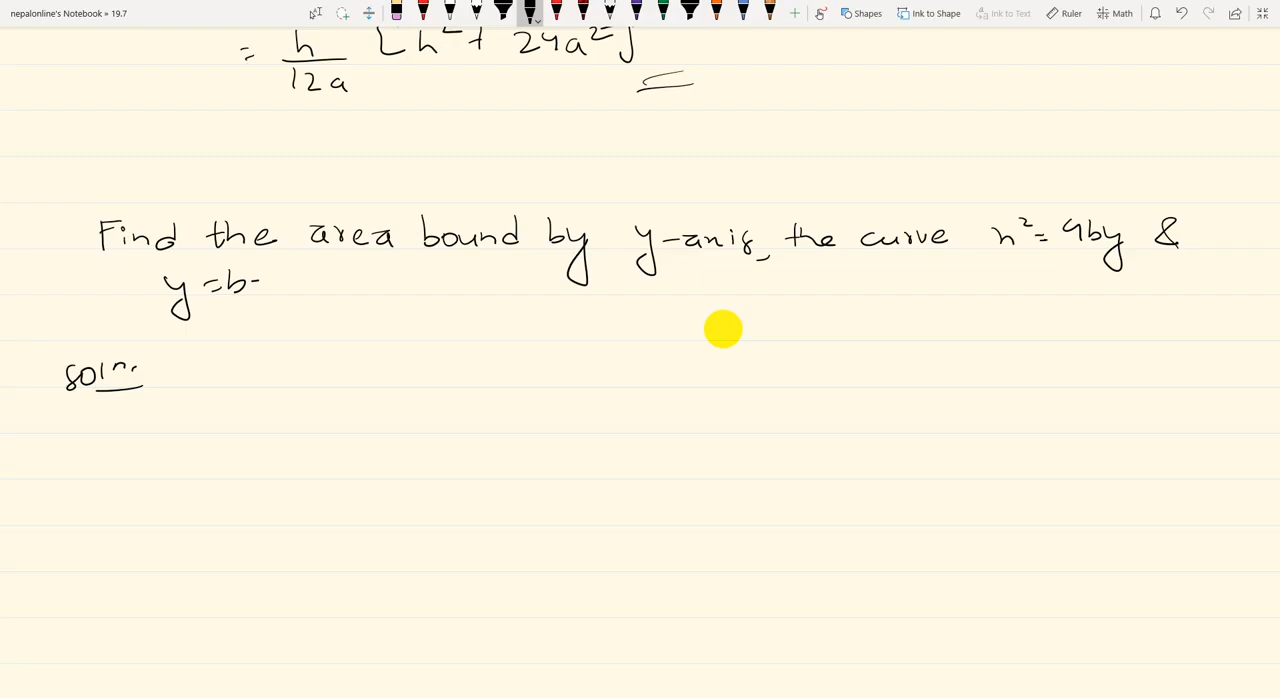 nepalonline's Notebook » 19.7
Shapes Ink to Shape Ink to Text Ruler Math
= h/12a [h² + 24a²]
Find the area bound by y-axis, the curve x² = 4by &
y = b.
Soln.